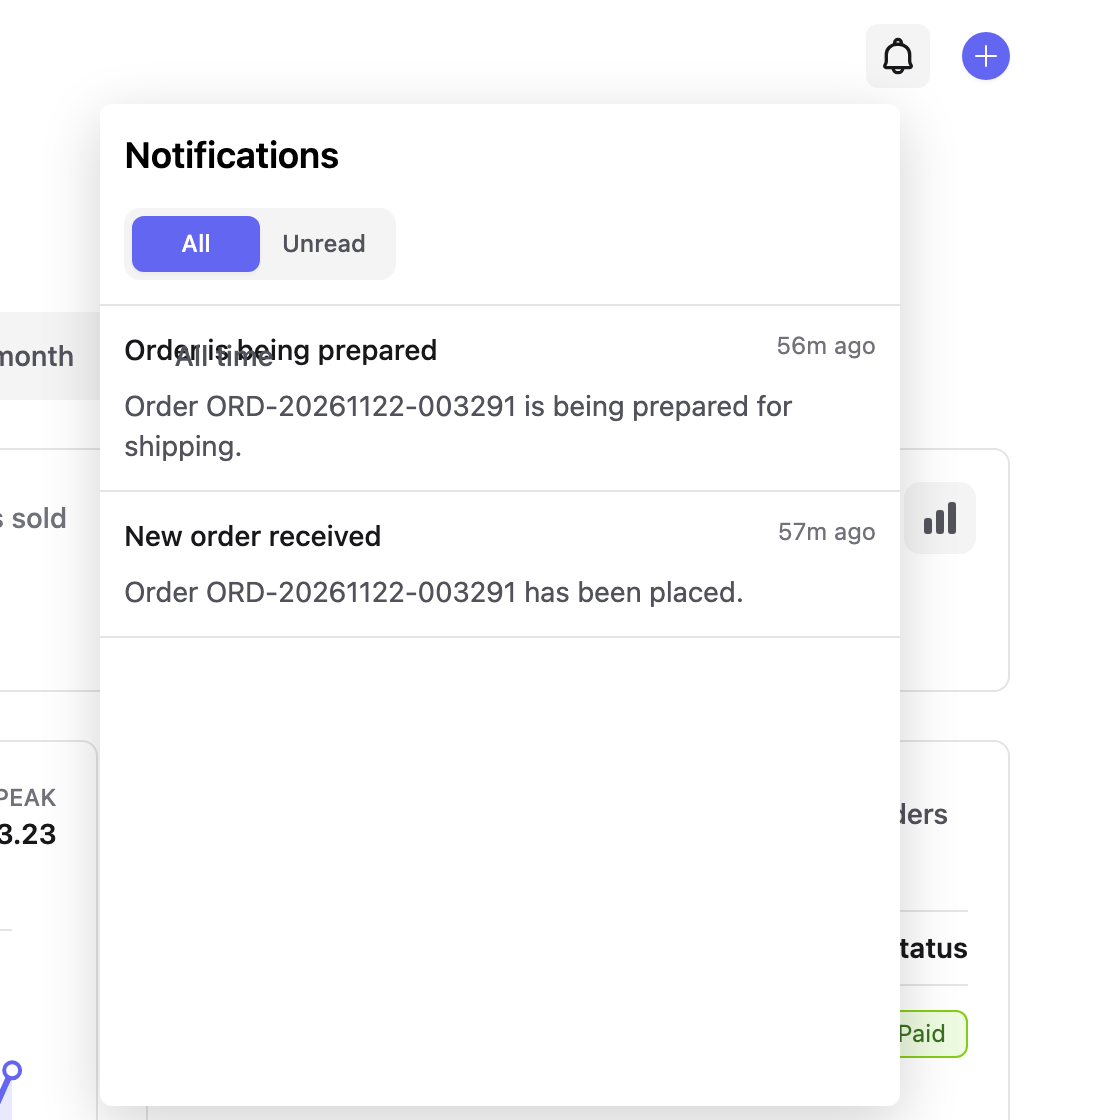 Notifications
All
Unread
month
All time
Order is being prepared
56m ago
Order ORD-20261122-003291 is being prepared for
shipping.
sold
New order received
57m ago
Order ORD-20261122-003291 has been placed.
PEAK
3.23
ders
tatus
Paid